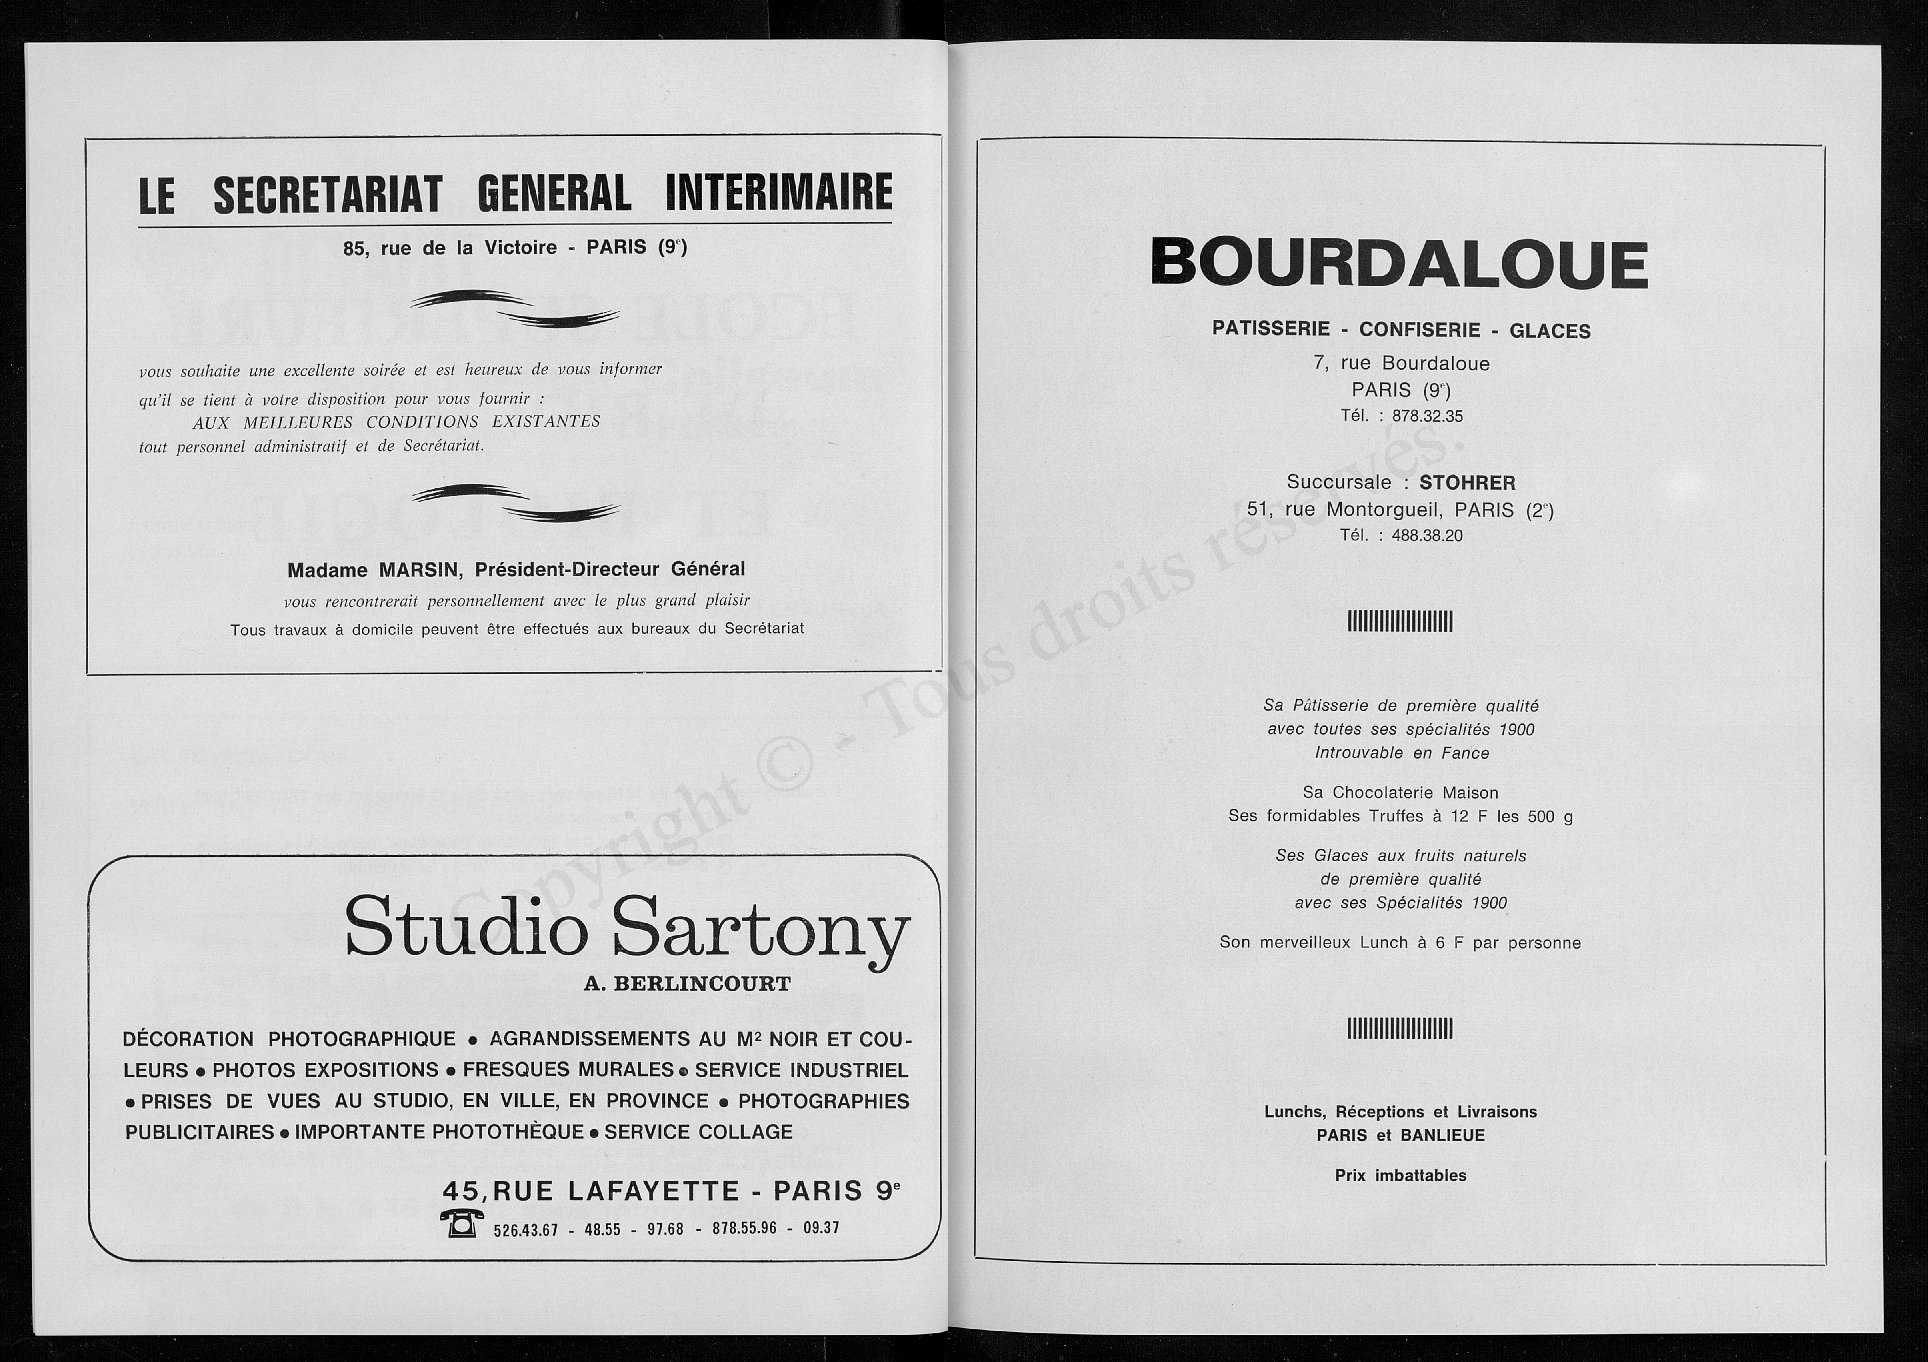 LE SECRETARIAT GENERAL INTERIMAIRE
85, rue de la Victoire - PARIS (9e)
vous souhaite une excellente soirée et est heureux de vous informer
qu'il se tient à votre disposition pour vous fournir :
AUX MEILLEURES CONDITIONS EXISTANTES
tout personnel administratif et de Secrétariat.
Madame MARSIN, Président-Directeur Général
vous rencontrerait personnellement avec le plus grand plaisir
Tous travaux à domicile peuvent être effectués aux bureaux du Secrétariat
Studio Sartony
A. BERLINCOURT
DÉCORATION PHOTOGRAPHIQUE • AGRANDISSEMENTS AU M² NOIR ET COU-
LEURS • PHOTOS EXPOSITIONS • FRESQUES MURALES • SERVICE INDUSTRIEL
• PRISES DE VUES AU STUDIO, EN VILLE, EN PROVINCE • PHOTOGRAPHIES
PUBLICITAIRES • IMPORTANTE PHOTOTHÈQUE • SERVICE COLLAGE
45, RUE LAFAYETTE - PARIS 9e
526.43.67 - 48.55 - 97.68 - 878.55.96 - 09.37
BOURDALOUE
PATISSERIE - CONFISERIE - GLACES
7, rue Bourdaloue
PARIS (9e)
Tél. : 878.32.35
Succursale : STOHRER
51, rue Montorgueil, PARIS (2e)
Tél. : 488.38.20
Sa Pâtisserie de première qualité
avec toutes ses spécialités 1900
Introuvable en Fance
Sa Chocolaterie Maison
Ses formidables Truffes à 12 F les 500 g
Ses Glaces aux fruits naturels
de première qualité
avec ses Spécialités 1900
Son merveilleux Lunch à 6 F par personne
Lunchs, Réceptions et Livraisons
PARIS et BANLIEUE
Prix imbattables
Copyright © - Tous droits réservés.